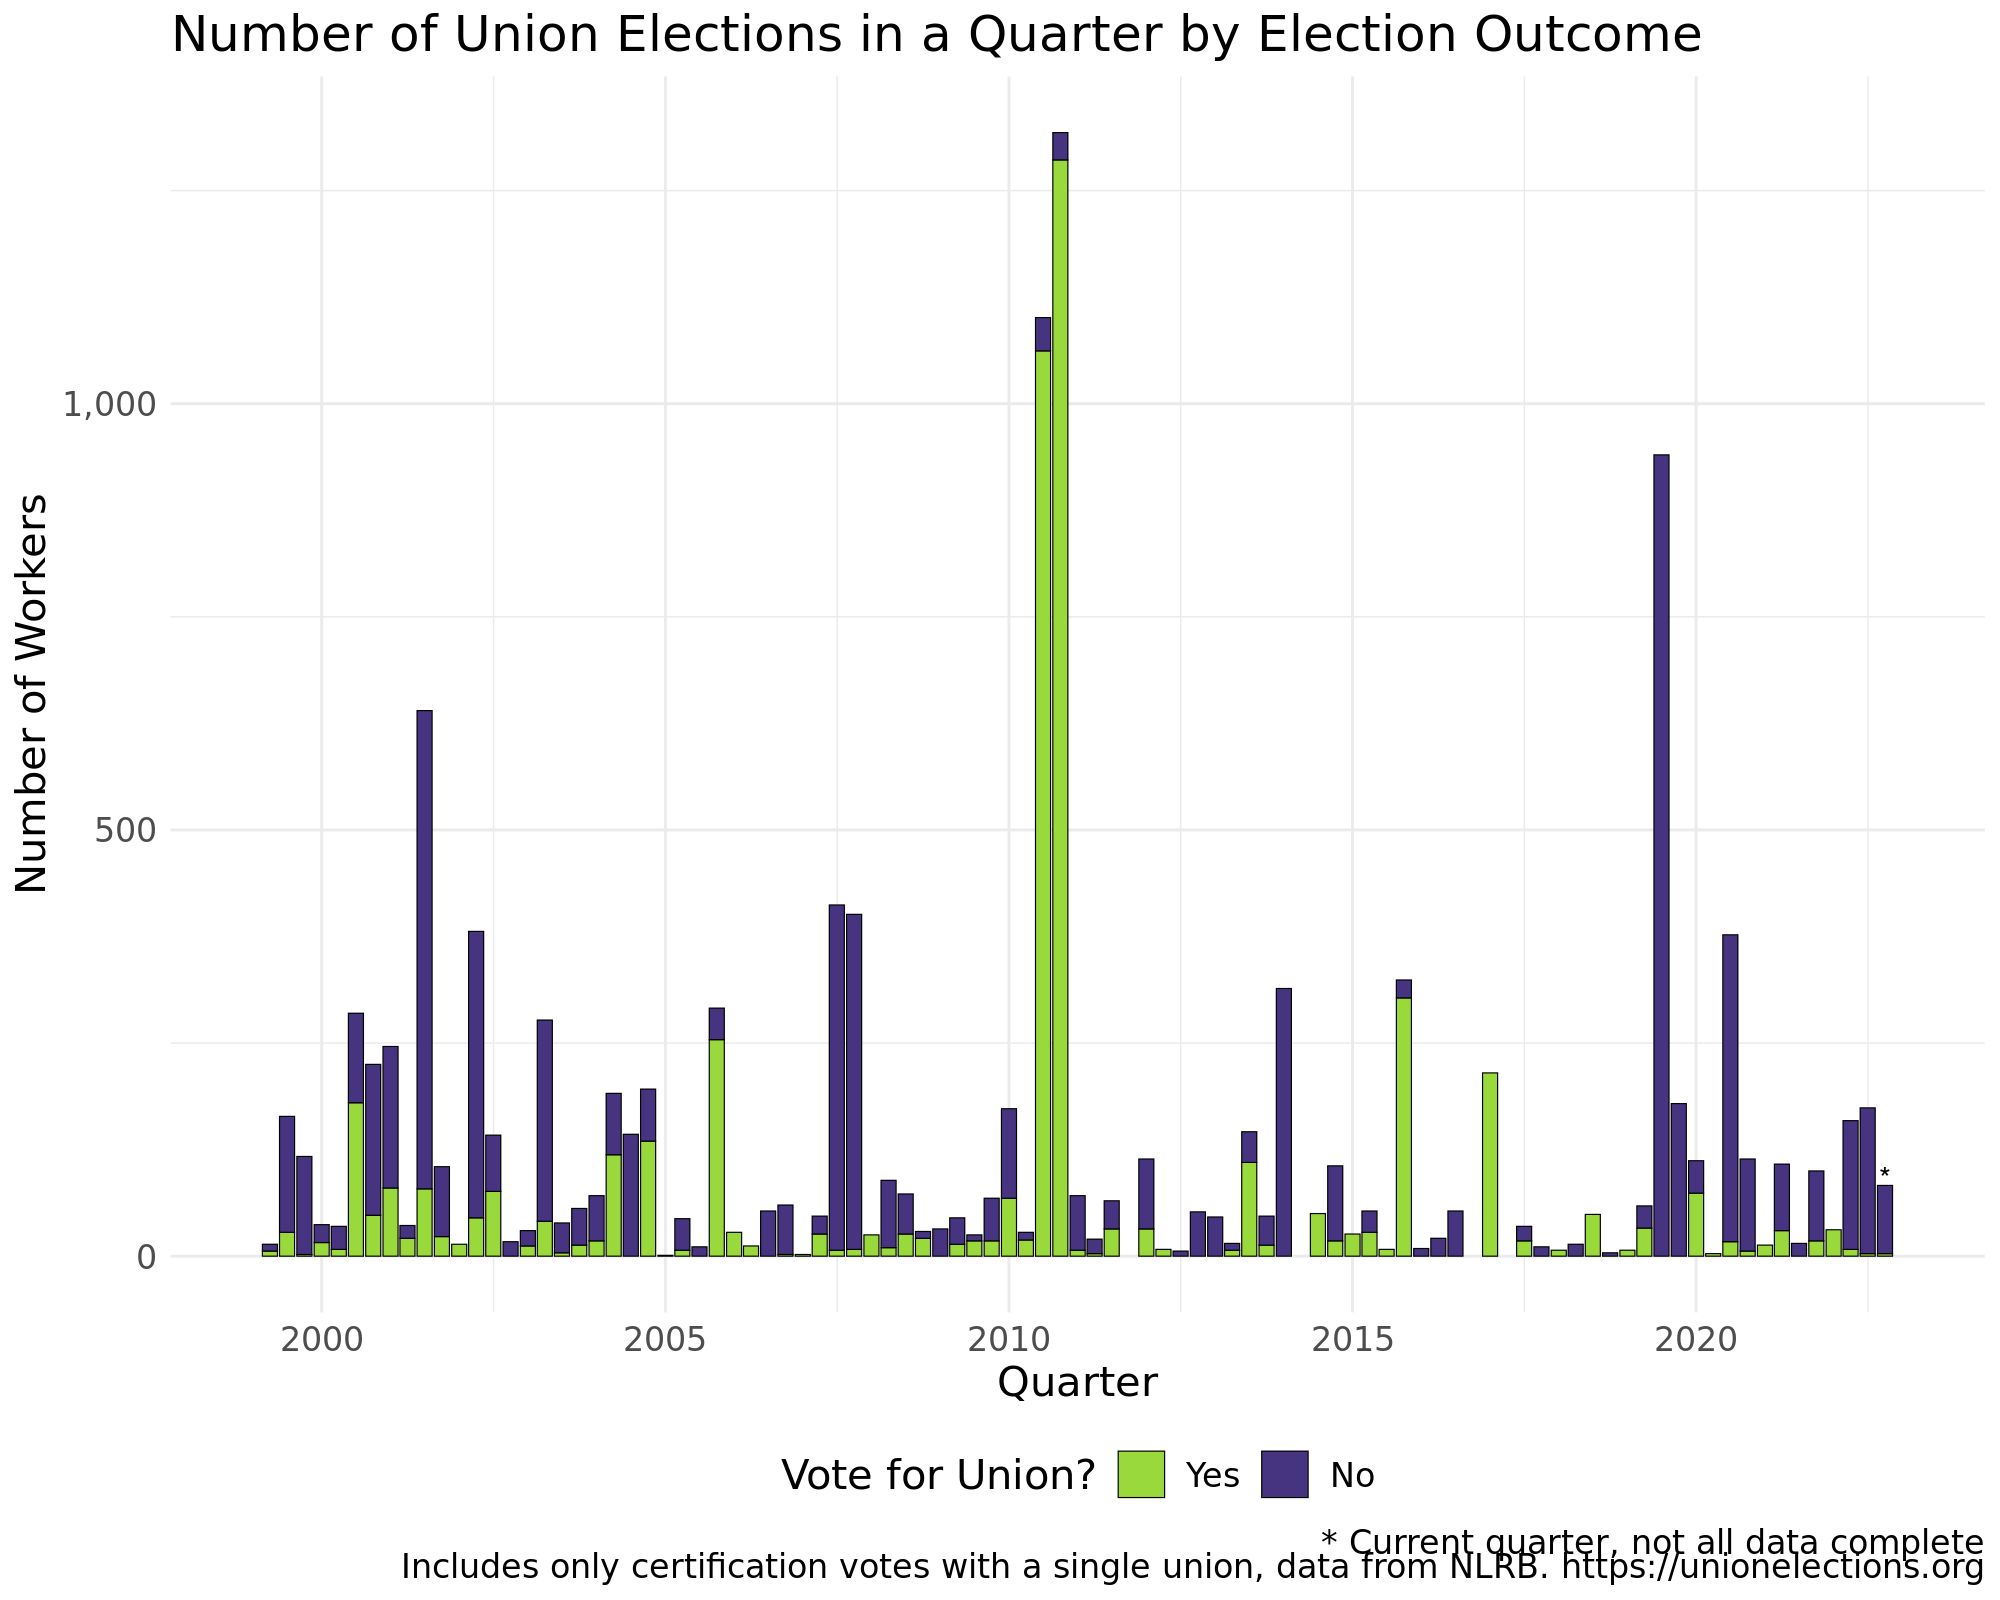 Number of Union Elections in a Quarter by Election Outcome
Number of Workers
1,000
500
0
*
2000 2005 2010 2015 2020
Quarter
Vote for Union? Yes No
* Current quarter, not all data complete
Includes only certification votes with a single union, data from NLRB. https://unionelections.org